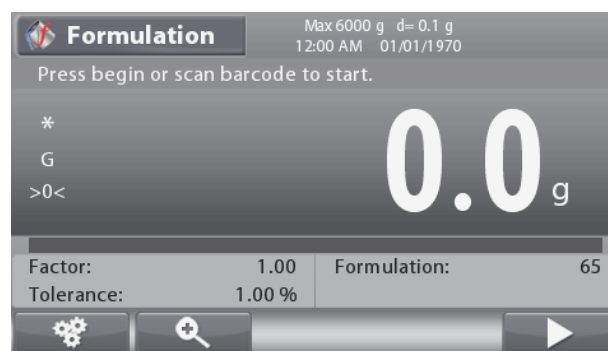 Formulation
Max 6000 g d= 0.1 g
12:00 AM 01/01/1970
Press begin or scan barcode to start.
*
G
>0<
0.0 g
Factor: 1.00
Formulation: 65
Tolerance: 1.00 %